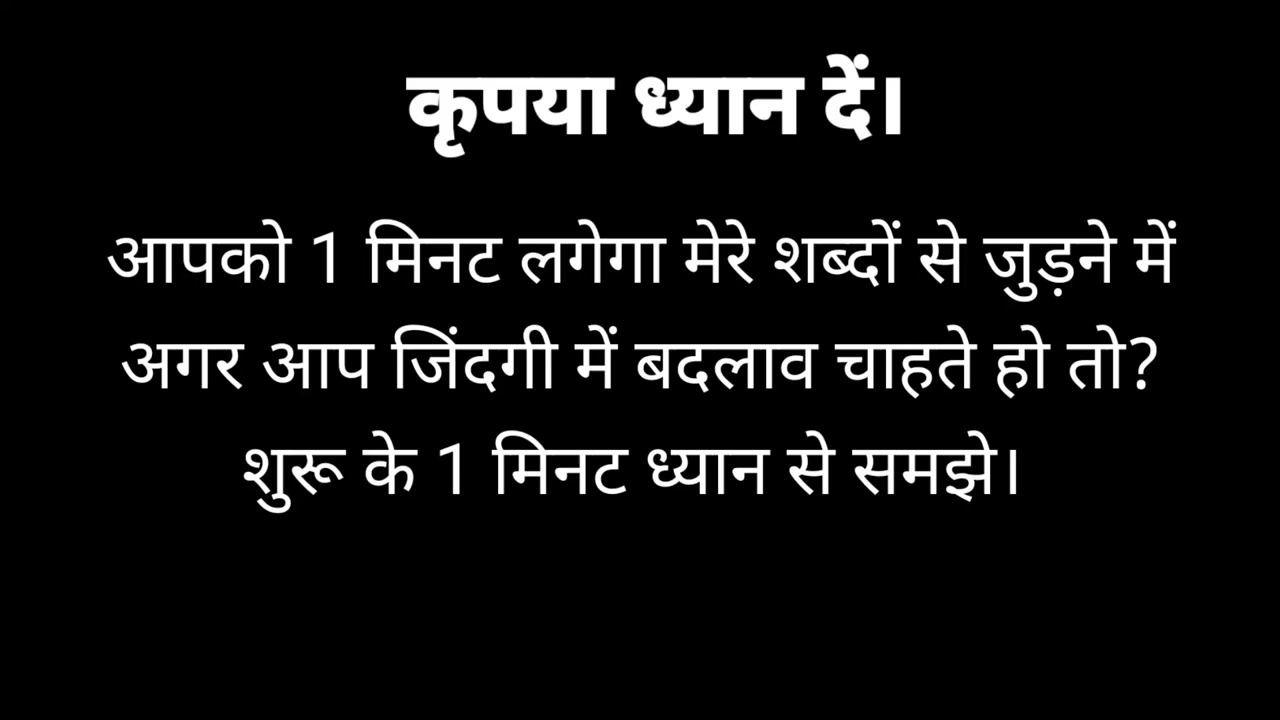 कृपया ध्यान दें।
आपको 1 मिनट लगेगा मेरे शब्दों से जुड़ने में
अगर आप जिंदगी में बदलाव चाहते हो तो?
शुरू के 1 मिनट ध्यान से समझे।